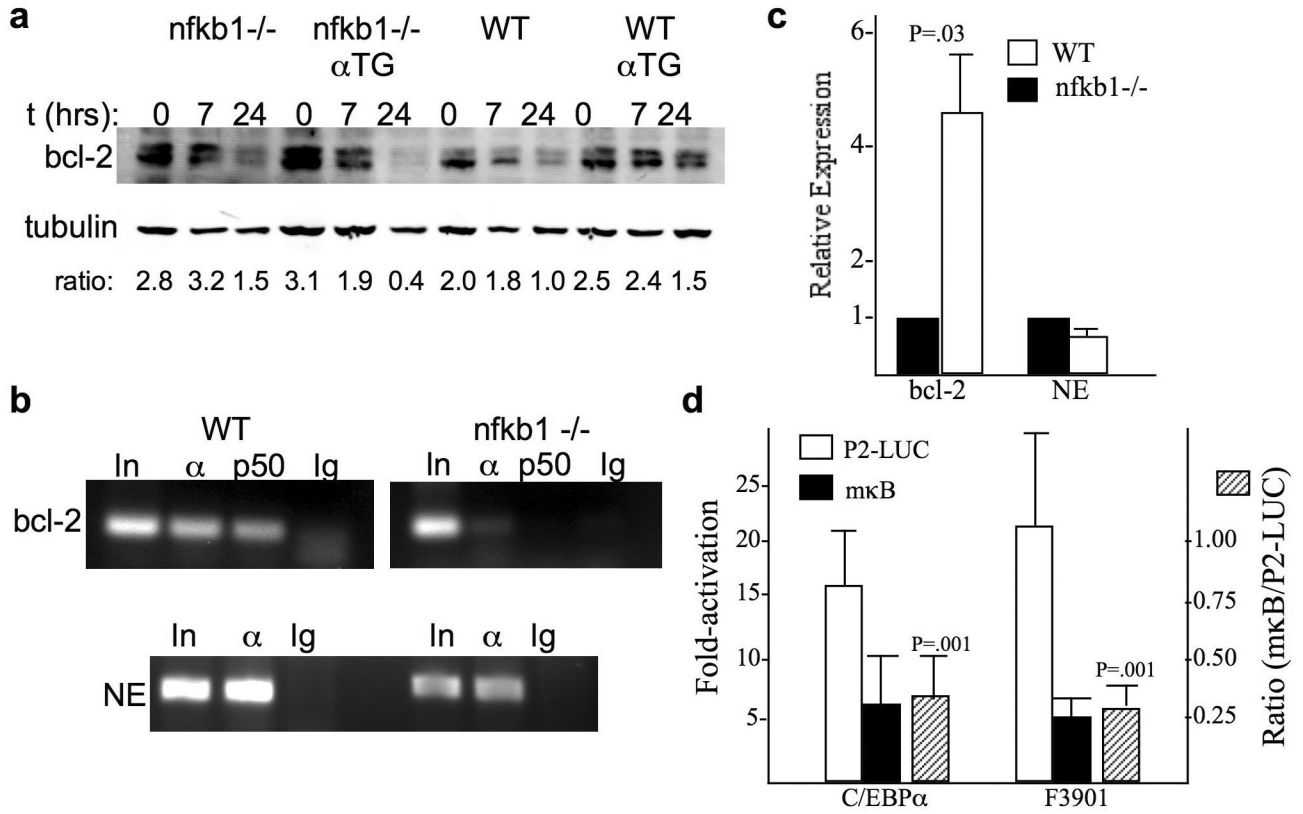 a
nfkb1-/- nfkb1-/- WT WT
αTG αTG
t (hrs): 0 7 24 0 7 24 0 7 24 0 7 24
bcl-2
tubulin
ratio: 2.8 3.2 1.5 3.1 1.9 0.4 2.0 1.8 1.0 2.5 2.4 1.5
b
WT nfkb1 -/-
In α p50 Ig In α p50 Ig
bcl-2
In α Ig In α Ig
NE
c
6-
4-
2-
1-
Relative Expression
P=.03
WT
nfkb1-/-
bcl-2 NE
d
P2-LUC
mκB
25-
20-
15-
10-
5-
Fold-activation
P=.001
P=.001
-1.00
-0.75
-0.50
-0.25
Ratio (mκB/P2-LUC)
C/EBPα F3901